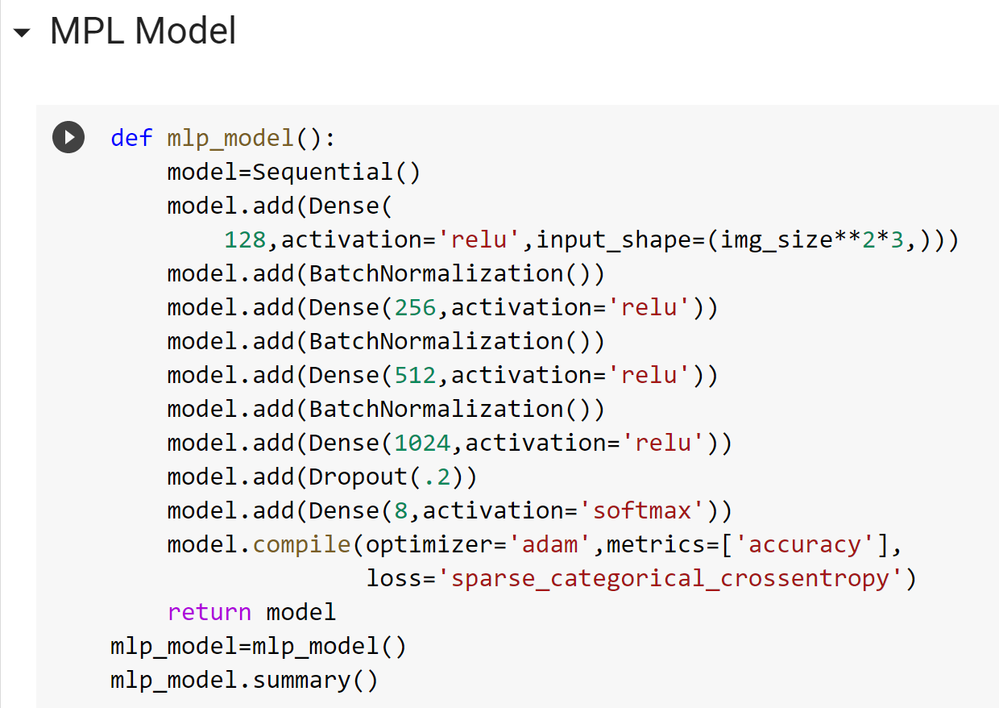 MPL Model
def mlp_model():
model=Sequential()
model.add(Dense(
128,activation='relu',input_shape=(img_size**2*3,)))
model.add(BatchNormalization())
model.add(Dense(256,activation='relu'))
model.add(BatchNormalization())
model.add(Dense(512,activation='relu'))
model.add(BatchNormalization())
model.add(Dense(1024,activation='relu'))
model.add(Dropout(.2))
model.add(Dense(8,activation='softmax'))
model.compile(optimizer='adam',metrics=['accuracy'],
loss='sparse_categorical_crossentropy')
return model
mlp_model=mlp_model()
mlp_model.summary()